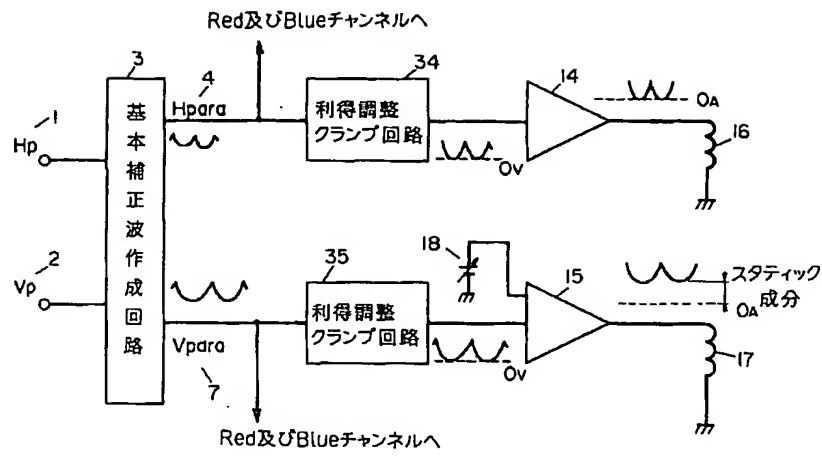 Red及びBlueチャンネルへ
3
4
34
14
Hpara
1
Hp
基本補正波作成回路
利得調整
クランプ回路
OV
OA
16
2
Vp
18
35
15
スタティック
成分
OA
利得調整
クランプ回路
Vpara
7
OV
17
Red及びBlueチャンネルへ